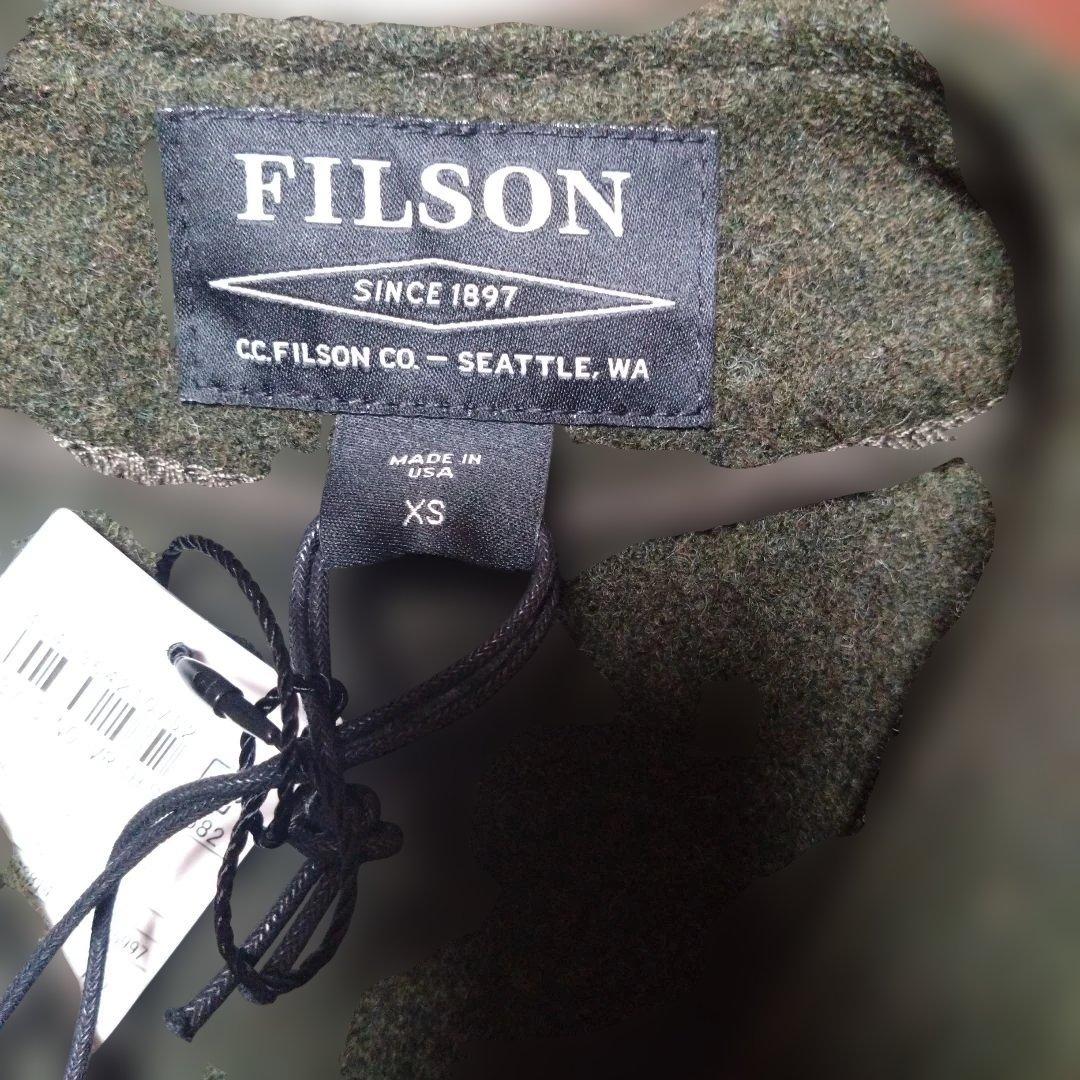 FILSON
SINCE 1897
C.C.FILSON CO. — SEATTLE, WA
MADE IN
USA
XS